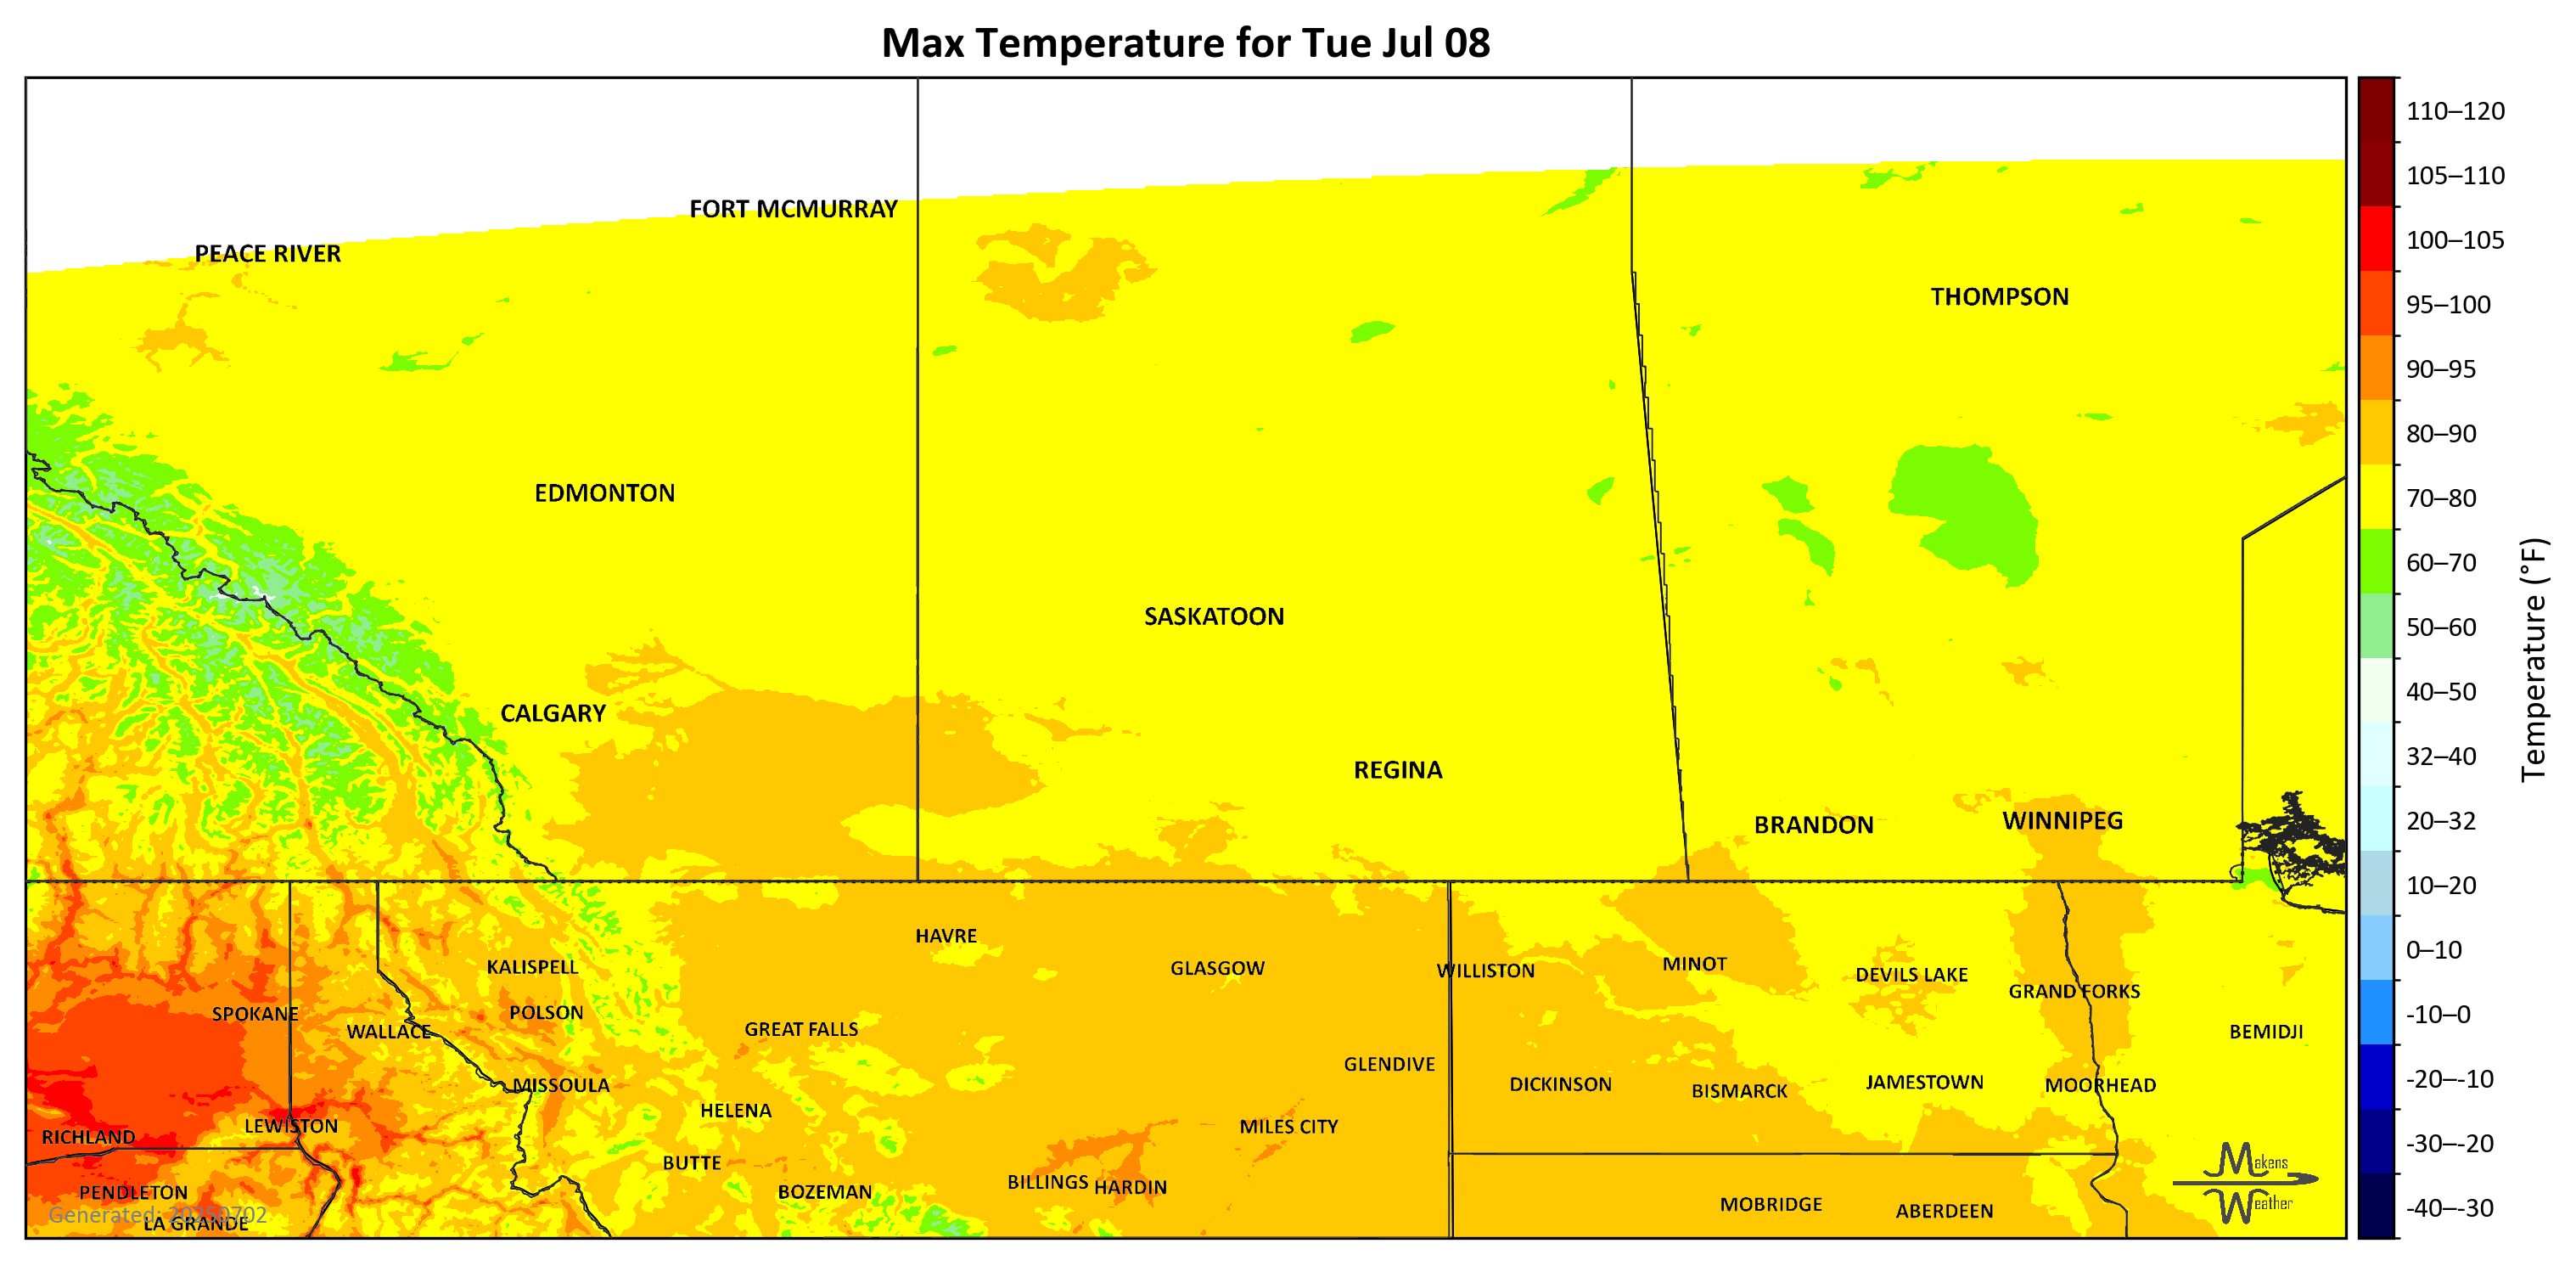 Max Temperature for Tue Jul 08
110–120
105–110
FORT MCMURRAY
100–105
PEACE RIVER
THOMPSON
95–100
90–95
80–90
EDMONTON
70–80
60–70
SASKATOON
50–60
Temperature (°F)
40–50
CALGARY
32–40
REGINA
WINNIPEG
20–32
BRANDON
10–20
HAVRE
0–10
MINOT
KALISPELL
GLASGOW
WILLISTON
DEVILS LAKE
GRAND FORKS
POLSON
SPOKANE
-10–0
GREAT FALLS
WALLACE
BEMIDJI
GLENDIVE
-20–-10
JAMESTOWN
DICKINSON
MISSOULA
MOORHEAD
BISMARCK
HELENA
LEWISTON
MILES CITY
RICHLAND
-30–-20
BUTTE
Makens
BILLINGS
HARDIN
PENDLETON
BOZEMAN
Weather
MOBRIDGE
-40–-30
ABERDEEN
Generated: 20250702
LA GRANDE